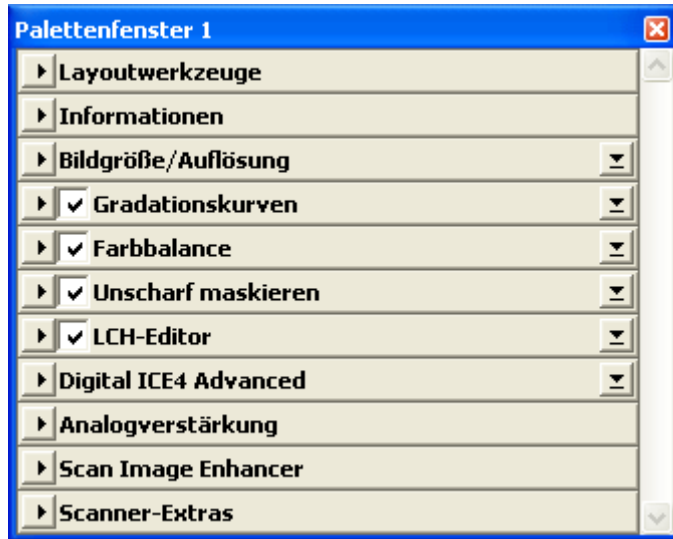 Palettenfenster 1
Layoutwerkzeuge
Informationen
Bildgröße/Auflösung
Gradationskurven
Farbbalance
Unscharf maskieren
LCH-Editor
Digital ICE4 Advanced
Analogverstärkung
Scan Image Enhancer
Scanner-Extras